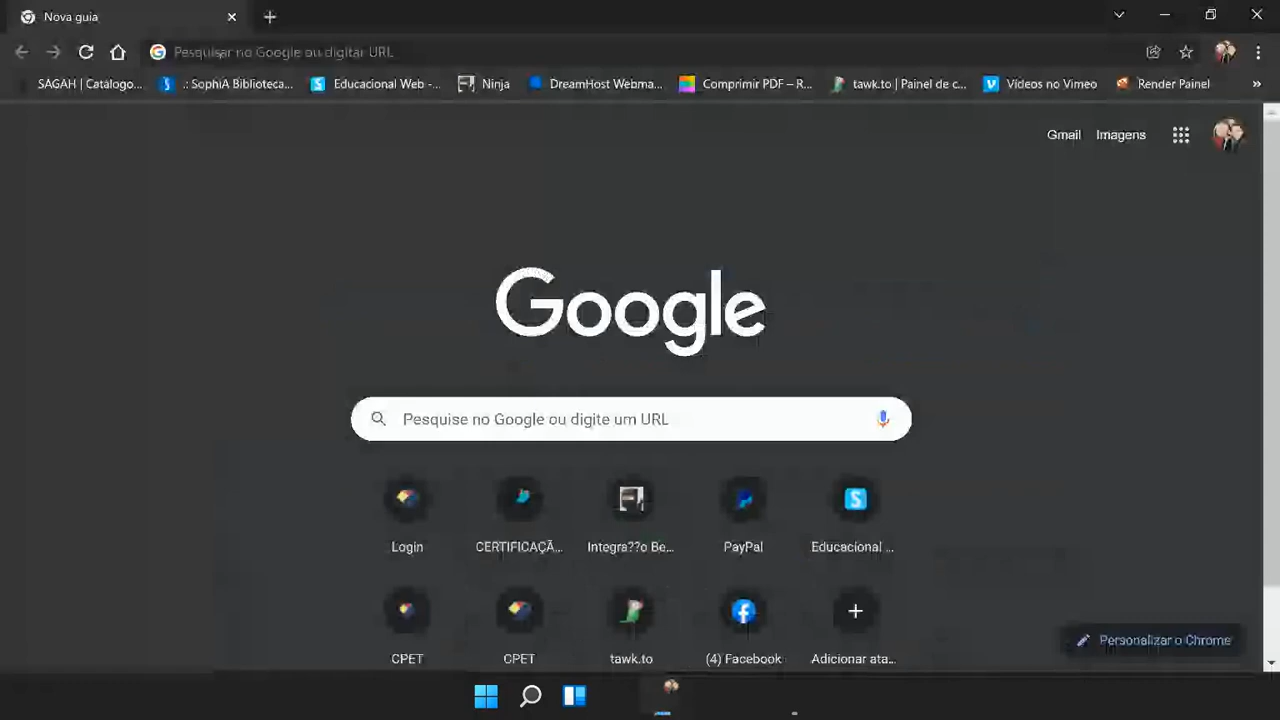 Nova guia
Pesquisar no Google ou digitar URL
SAGAH | Catálogo...
.: SophiA Biblioteca...
Educacional Web -...
Ninja
DreamHost Webma...
Comprimir PDF – R...
tawk.to | Painel de c...
Vídeos no Vimeo
Render Painel
»
Gmail
Imagens
Google
Pesquise no Google ou digite um URL
Login
CERTIFICAÇÃ...
Integra??o Be...
PayPal
Educacional ...
CPET
CPET
tawk.to
(4) Facebook
Adicionar ata...
Personalizar o Chrome